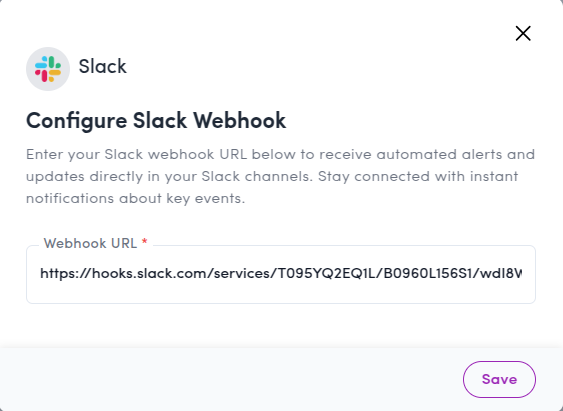 Slack
Configure Slack Webhook
Enter your Slack webhook URL below to receive automated alerts and
updates directly in your Slack channels. Stay connected with instant
notifications about key events.
Webhook URL *
https://hooks.slack.com/services/T095YQ2EQ1L/B0960L156S1/wdI8W
Save